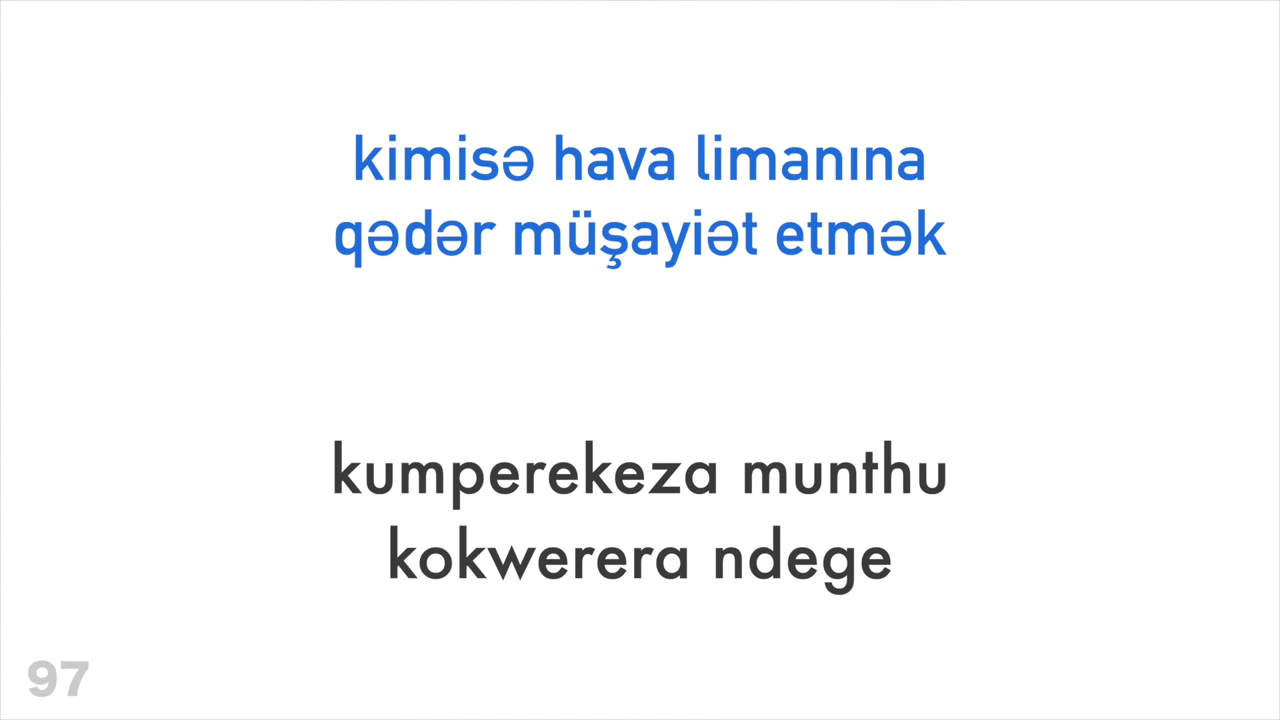 kimisə hava limanına
qədər müşayiət etmək
kumperekeza munthu
kokwerera ndege
97